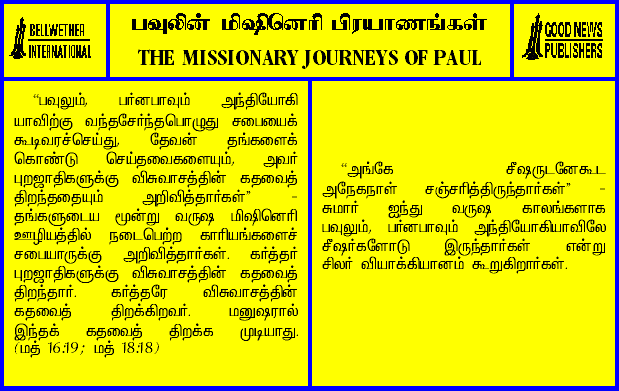 BELLWETHER
INTERNATIONAL
பவுலின் மிஷினெரி பிரயாணங்கள்
THE MISSIONARY JOURNEYS OF PAUL
GOOD NEWS
PUBLISHERS
“பவுலும், பர்னபாவும் அந்தியோகி
யாவிற்கு வந்தசேர்ந்தபொழுது சபையைக்
கூடிவரச்செய்து, தேவன் தங்களைக்
கொண்டு செய்தவைகளையும், அவர்
புறஜாதிகளுக்கு விசுவாசத்தின் கதவைத்
திறந்ததையும் அறிவித்தார்கள்” -
தங்களுடைய மூன்று வருஷ மிஷினெரி
ஊழியத்தில் நடைபெற்ற காரியங்களைச்
சபையாருக்கு அறிவித்தார்கள். கர்த்தர்
புறஜாதிகளுக்கு விசுவாசத்தின் கதவைத்
திறந்தார். கர்த்தரே விசுவாசத்தின்
கதவைத் திறக்கிறவர். மனுஷரால்
இந்தக் கதவைத் திறக்க முடியாது.
(மத் 16:19; மத் 18:18)
“அங்கே சீஷருடனேகூட
அநேகநாள் சஞ்சரித்திருந்தார்கள்” -
சுமார் ஐந்து வருஷ காலங்களாக
பவுலும், பர்னபாவும் அந்தியோகியாவிலே
சீஷர்களோடு இருந்தார்கள் என்று
சிலர் வியாக்கியானம் கூறுகிறார்கள்.